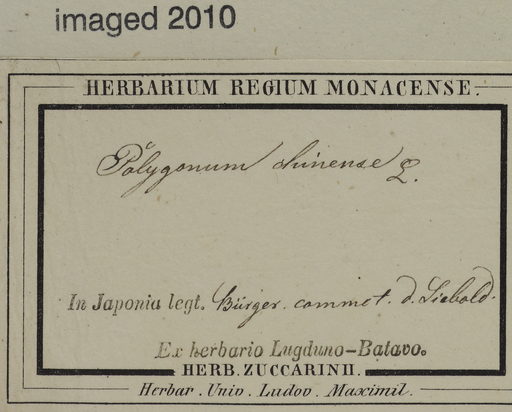 imaged 2010
HERBARIUM REGIUM MONACENSE.
Polygonum chinense L.
In Japonia legt. Bürger. commct. d. Siebold.
Ex herbario Lugduno-Batavo.
HERB. ZUCCARINII.
Herbar. Univ. Ludov. Maximil.